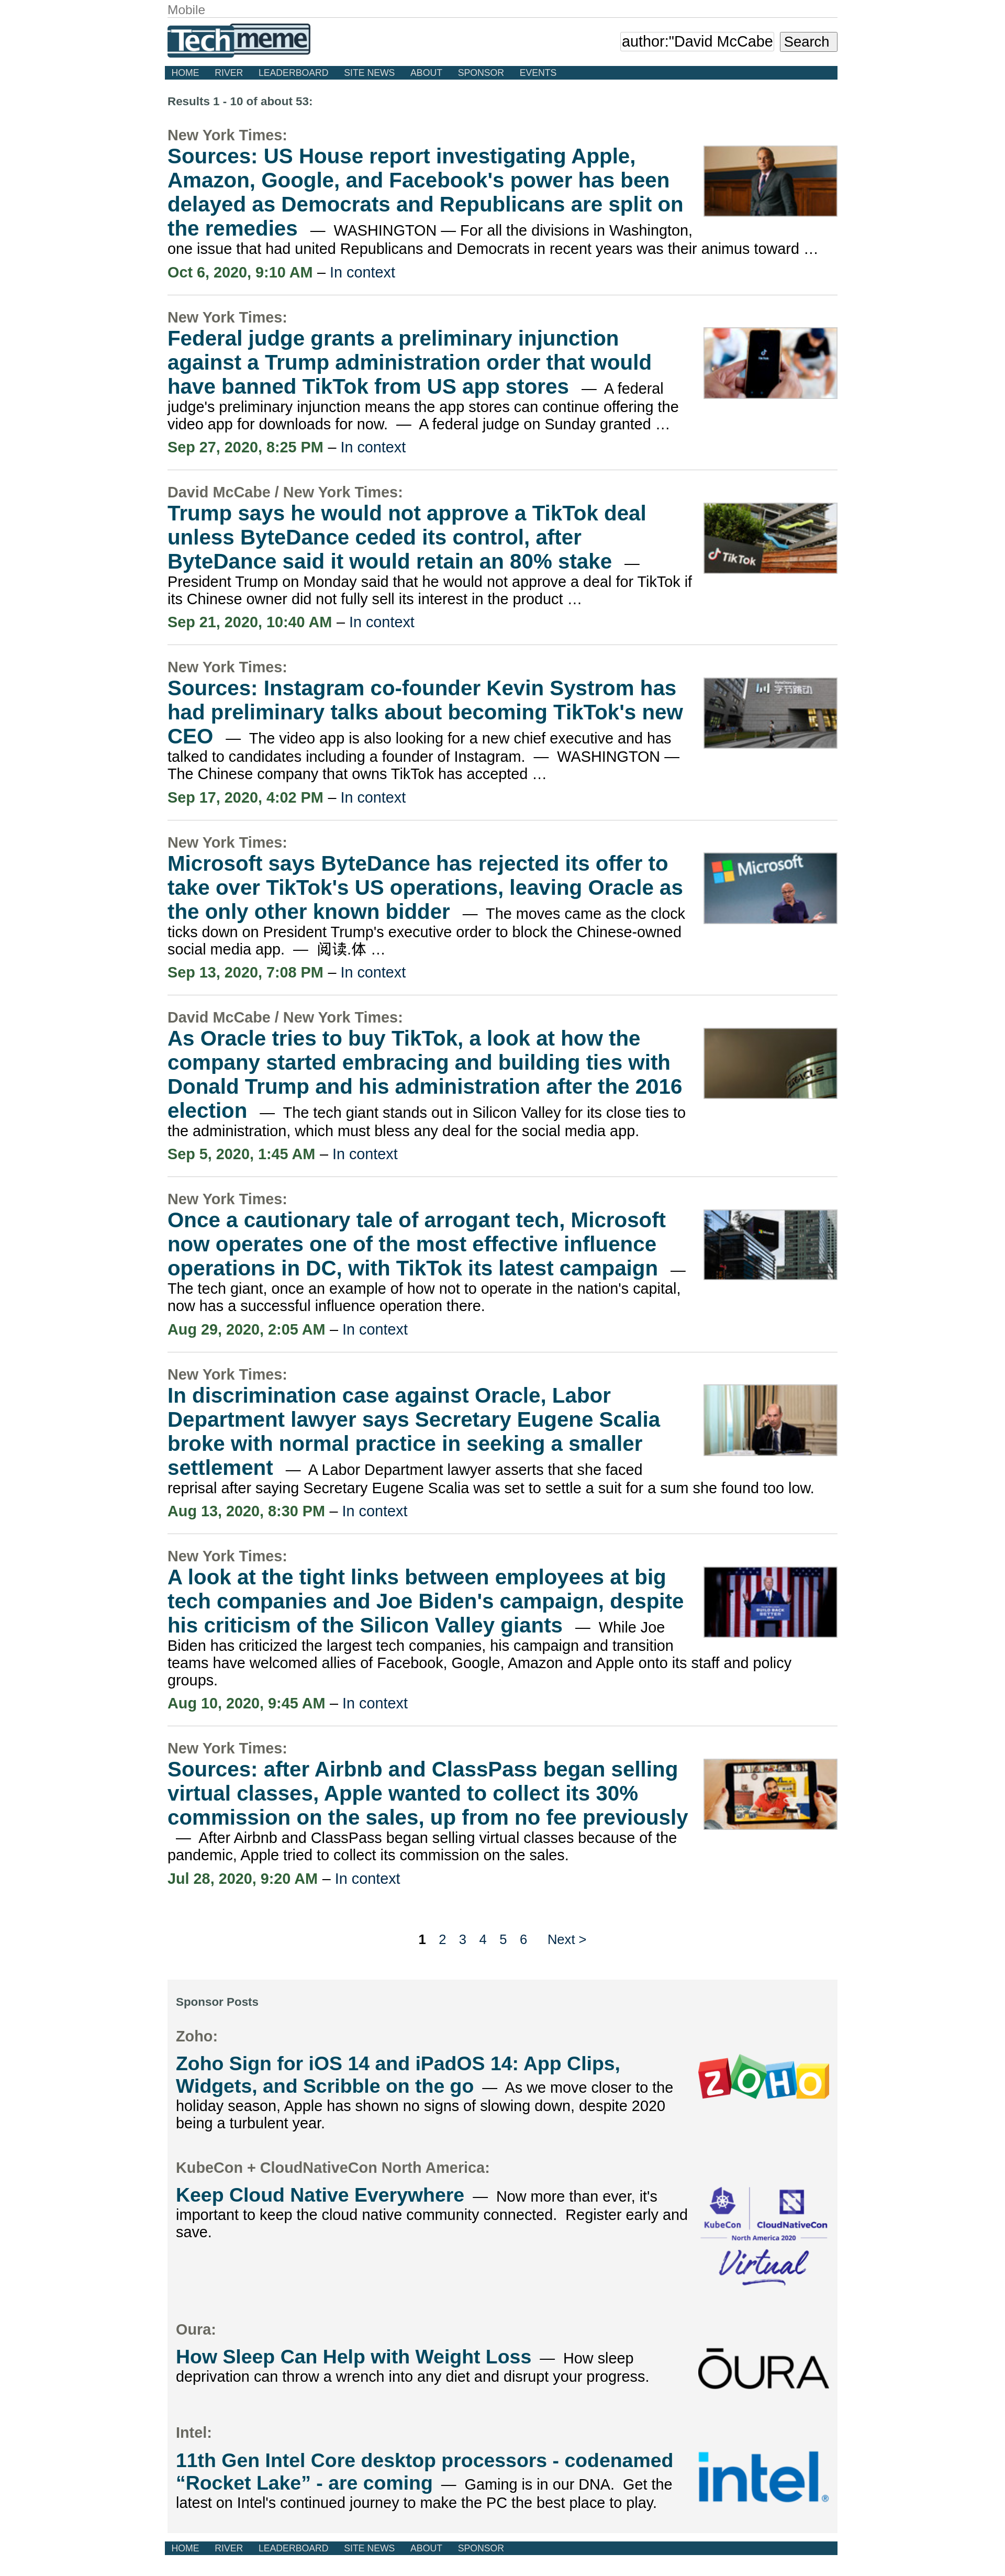 Mobile
Techmeme
author:"David McCabe
Search
HOME RIVER LEADERBOARD SITE NEWS ABOUT SPONSOR EVENTS
Results 1 - 10 of about 53:
New York Times:
Sources: US House report investigating Apple,
Amazon, Google, and Facebook's power has been
delayed as Democrats and Republicans are split on
the remedies — WASHINGTON — For all the divisions in Washington,
one issue that had united Republicans and Democrats in recent years was their animus toward …
Oct 6, 2020, 9:10 AM – In context
New York Times:
Federal judge grants a preliminary injunction
against a Trump administration order that would
have banned TikTok from US app stores — A federal
judge's preliminary injunction means the app stores can continue offering the
video app for downloads for now. — A federal judge on Sunday granted …
Sep 27, 2020, 8:25 PM – In context
David McCabe / New York Times:
Trump says he would not approve a TikTok deal
unless ByteDance ceded its control, after
ByteDance said it would retain an 80% stake —
President Trump on Monday said that he would not approve a deal for TikTok if
its Chinese owner did not fully sell its interest in the product …
TikTok
Sep 21, 2020, 10:40 AM – In context
New York Times:
Sources: Instagram co-founder Kevin Systrom has
had preliminary talks about becoming TikTok's new
CEO — The video app is also looking for a new chief executive and has
talked to candidates including a founder of Instagram. — WASHINGTON —
The Chinese company that owns TikTok has accepted …
字节跳动
Sep 17, 2020, 4:02 PM – In context
New York Times:
Microsoft says ByteDance has rejected its offer to
take over TikTok's US operations, leaving Oracle as
the only other known bidder — The moves came as the clock
ticks down on President Trump's executive order to block the Chinese-owned
social media app. — 阅读.体 …
Microsoft
Sep 13, 2020, 7:08 PM – In context
David McCabe / New York Times:
As Oracle tries to buy TikTok, a look at how the
company started embracing and building ties with
Donald Trump and his administration after the 2016
election — The tech giant stands out in Silicon Valley for its close ties to
the administration, which must bless any deal for the social media app.
Sep 5, 2020, 1:45 AM – In context
New York Times:
Once a cautionary tale of arrogant tech, Microsoft
now operates one of the most effective influence
operations in DC, with TikTok its latest campaign —
The tech giant, once an example of how not to operate in the nation's capital,
now has a successful influence operation there.
Aug 29, 2020, 2:05 AM – In context
New York Times:
In discrimination case against Oracle, Labor
Department lawyer says Secretary Eugene Scalia
broke with normal practice in seeking a smaller
settlement — A Labor Department lawyer asserts that she faced
reprisal after saying Secretary Eugene Scalia was set to settle a suit for a sum she found too low.
Aug 13, 2020, 8:30 PM – In context
New York Times:
A look at the tight links between employees at big
tech companies and Joe Biden's campaign, despite
his criticism of the Silicon Valley giants — While Joe
Biden has criticized the largest tech companies, his campaign and transition
teams have welcomed allies of Facebook, Google, Amazon and Apple onto its staff and policy
groups.
Aug 10, 2020, 9:45 AM – In context
New York Times:
Sources: after Airbnb and ClassPass began selling
virtual classes, Apple wanted to collect its 30%
commission on the sales, up from no fee previously
— After Airbnb and ClassPass began selling virtual classes because of the
pandemic, Apple tried to collect its commission on the sales.
Jul 28, 2020, 9:20 AM – In context
1 2 3 4 5 6 Next >
Sponsor Posts
Zoho:
Zoho Sign for iOS 14 and iPadOS 14: App Clips,
Widgets, and Scribble on the go — As we move closer to the
holiday season, Apple has shown no signs of slowing down, despite 2020
being a turbulent year.
ZOHO
KubeCon + CloudNativeCon North America:
Keep Cloud Native Everywhere — Now more than ever, it's
important to keep the cloud native community connected. Register early and
save.
KubeCon CloudNativeCon
North America 2020
Virtual
Oura:
How Sleep Can Help with Weight Loss — How sleep
deprivation can throw a wrench into any diet and disrupt your progress.
ŌURA
Intel:
11th Gen Intel Core desktop processors - codenamed
“Rocket Lake” - are coming — Gaming is in our DNA. Get the
latest on Intel's continued journey to make the PC the best place to play.
intel®
HOME RIVER LEADERBOARD SITE NEWS ABOUT SPONSOR